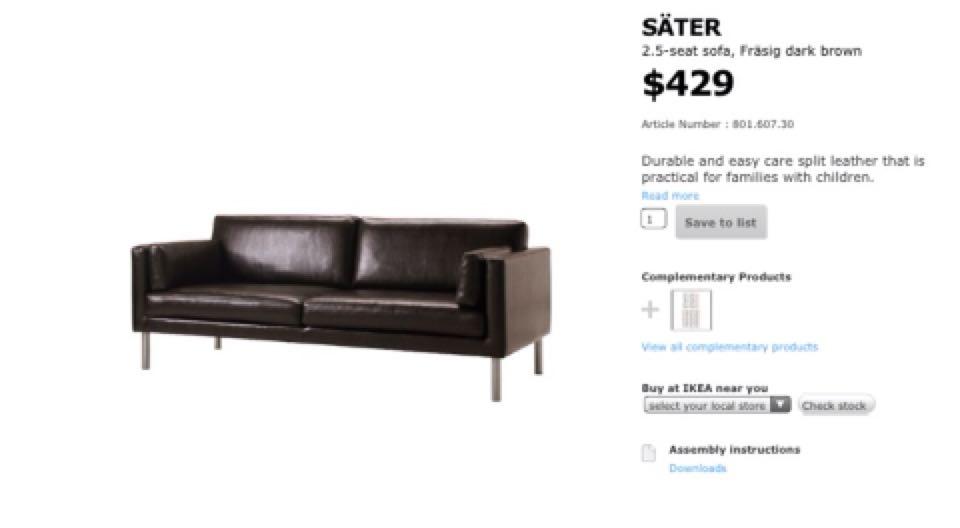 SÄTER
2.5-seat sofa, Fräsig dark brown
$429
Article Number : 801.607.30
Durable and easy care split leather that is
practical for families with children.
Read more
1 Save to list
Complementary Products
+
View all complementary products
Buy at IKEA near you
select your local store Check stock
Assembly instructions
Downloads